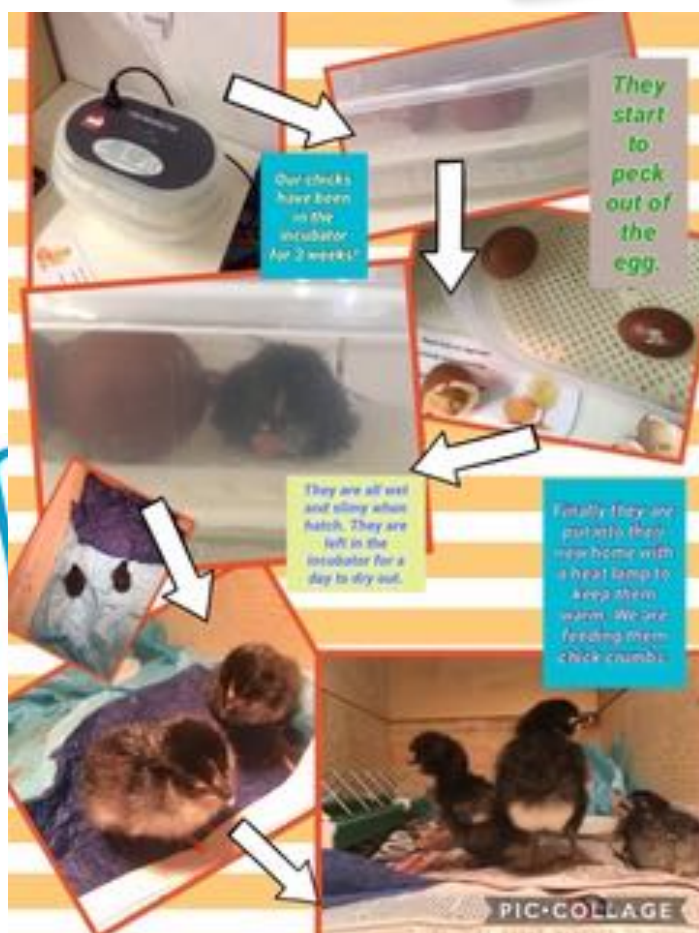 Our chicks
have been
in the
incubator
for 3 weeks!
They
start
to
peck
out of
the
egg.
They are all wet
and slimy when
hatch. They are
left in the
incubator for a
day to dry out.
Finally they are
put into their
new home with
a heat lamp to
keep them
warm. We are
feeding them
chick crumbs.
PIC•COLLAGE